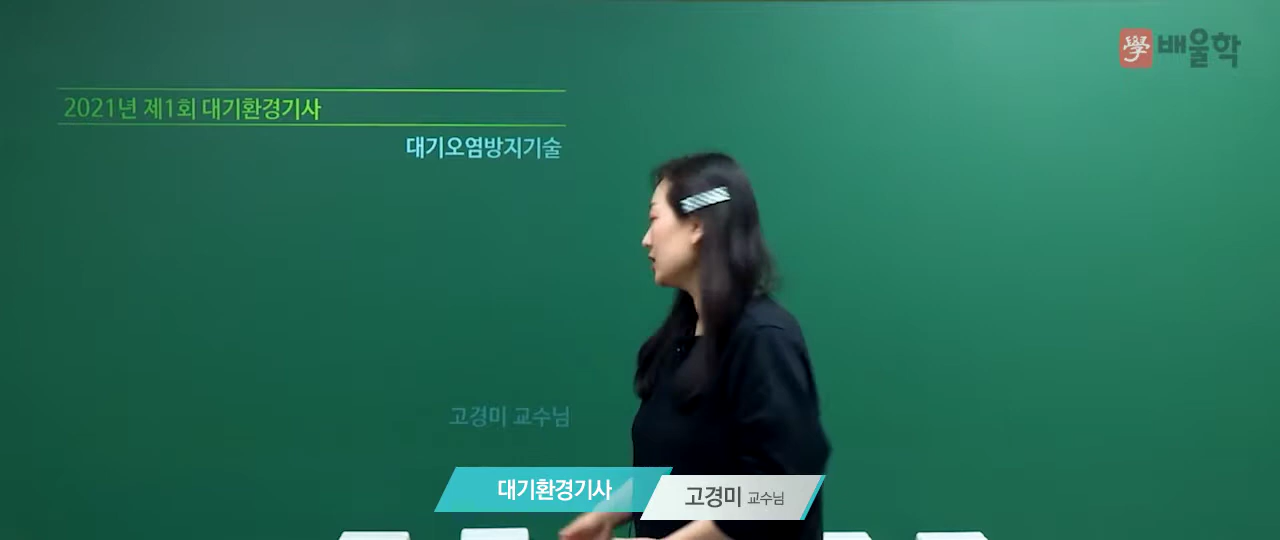 學 배울학
2021년 제1회 대기환경기사
대기오염방지기술
고경미 교수님
대기환경기사
고경미 교수님